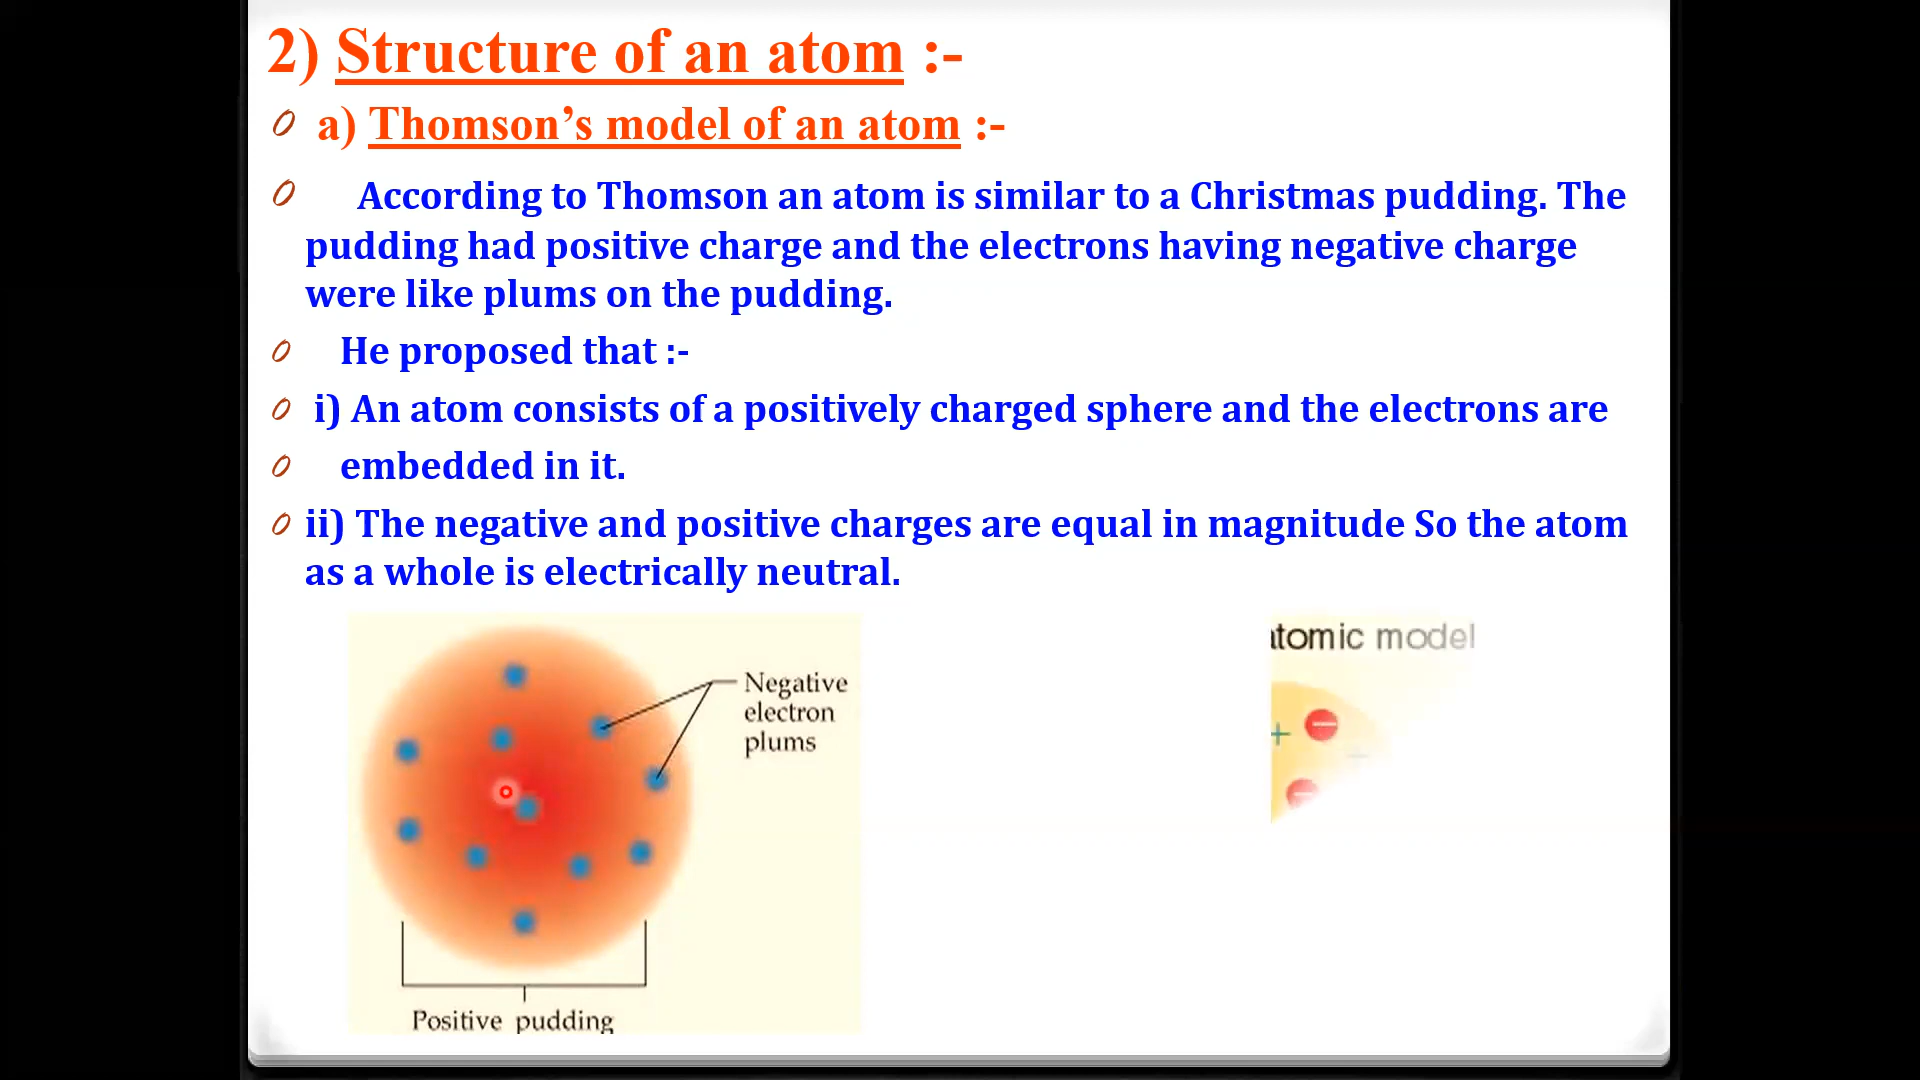 2) Structure of an atom :-
a) Thomson’s model of an atom :-
According to Thomson an atom is similar to a Christmas pudding. The
pudding had positive charge and the electrons having negative charge
were like plums on the pudding.
He proposed that :-
i) An atom consists of a positively charged sphere and the electrons are
embedded in it.
ii) The negative and positive charges are equal in magnitude So the atom
as a whole is electrically neutral.
Negative
electron
plums
Positive pudding
atomic model
+